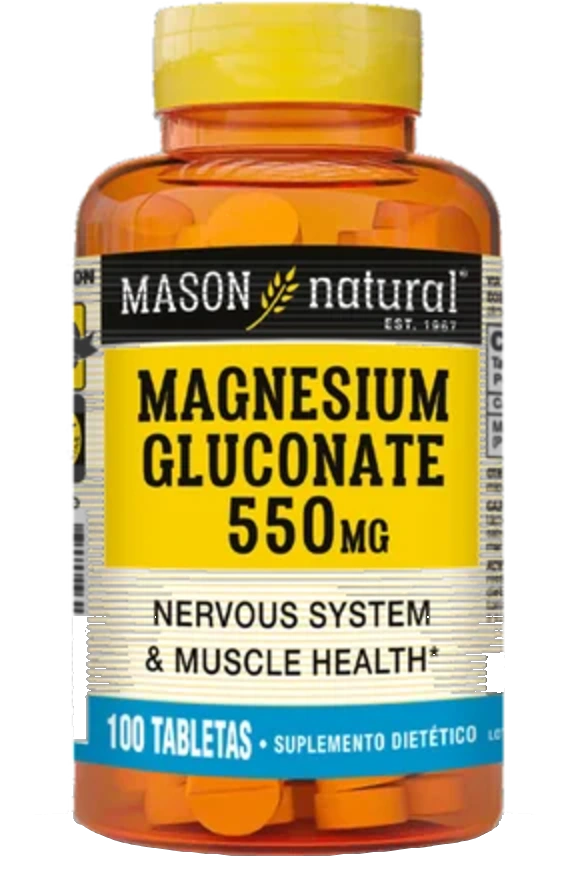 MASON natural
EST. 1967
MAGNESIUM
GLUCONATE
550MG
NERVOUS SYSTEM
& MUSCLE HEALTH*
100 TABLETAS • SUPLEMENTO DIETÉTICO